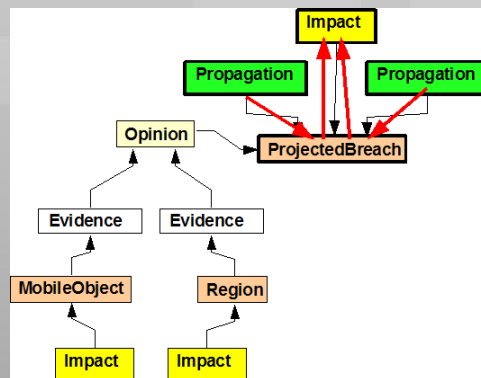 Impact
Propagation
Propagation
Opinion
ProjectedBreach
Evidence
Evidence
MobileObject
Region
Impact
Impact